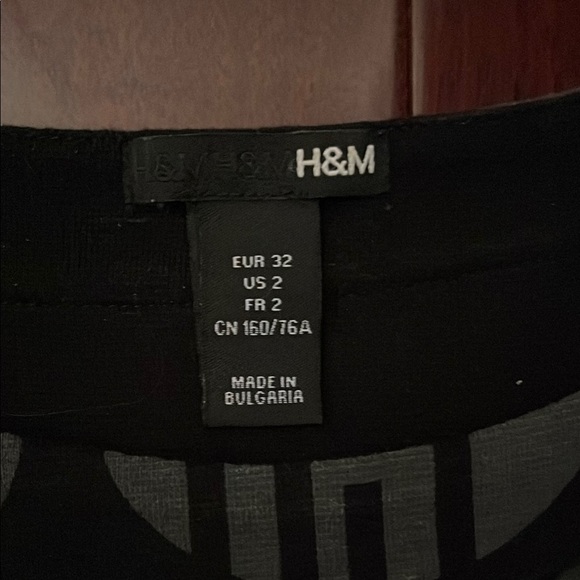 H&M H&M H&M
EUR 32
US 2
FR 2
CN 160/76A
MADE IN
BULGARIA